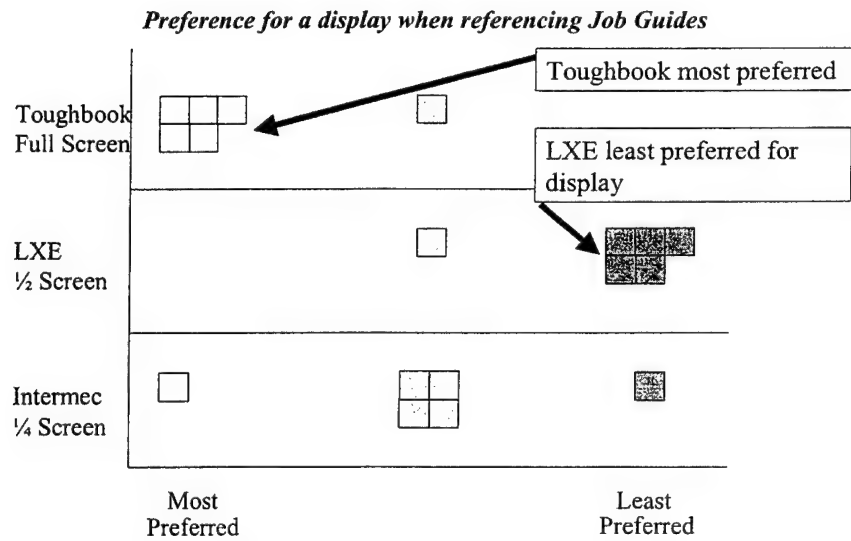 Preference for a display when referencing Job Guides
Toughbook most preferred
Toughbook
Full Screen
LXE least preferred for
display
LXE
½ Screen
Intermec
¼ Screen
Most
Preferred
Least
Preferred